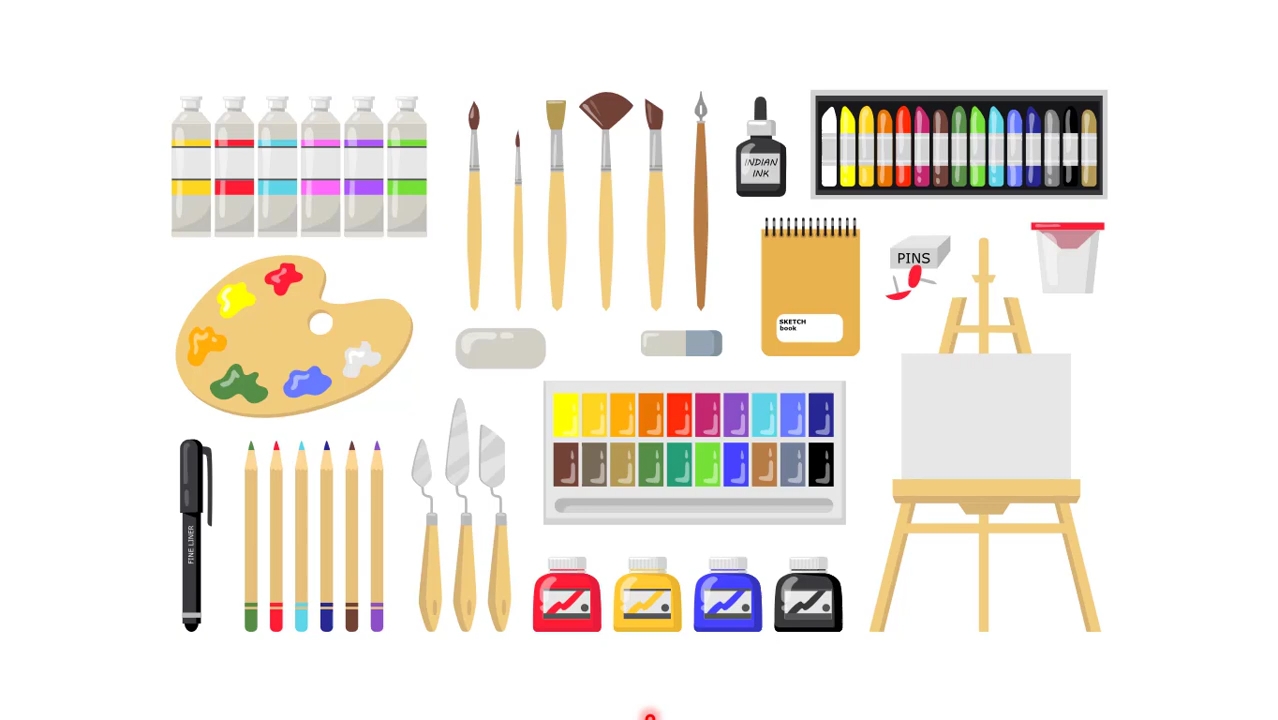 INDIAN
INK
PINS
SKETCH
book
FINE LINER